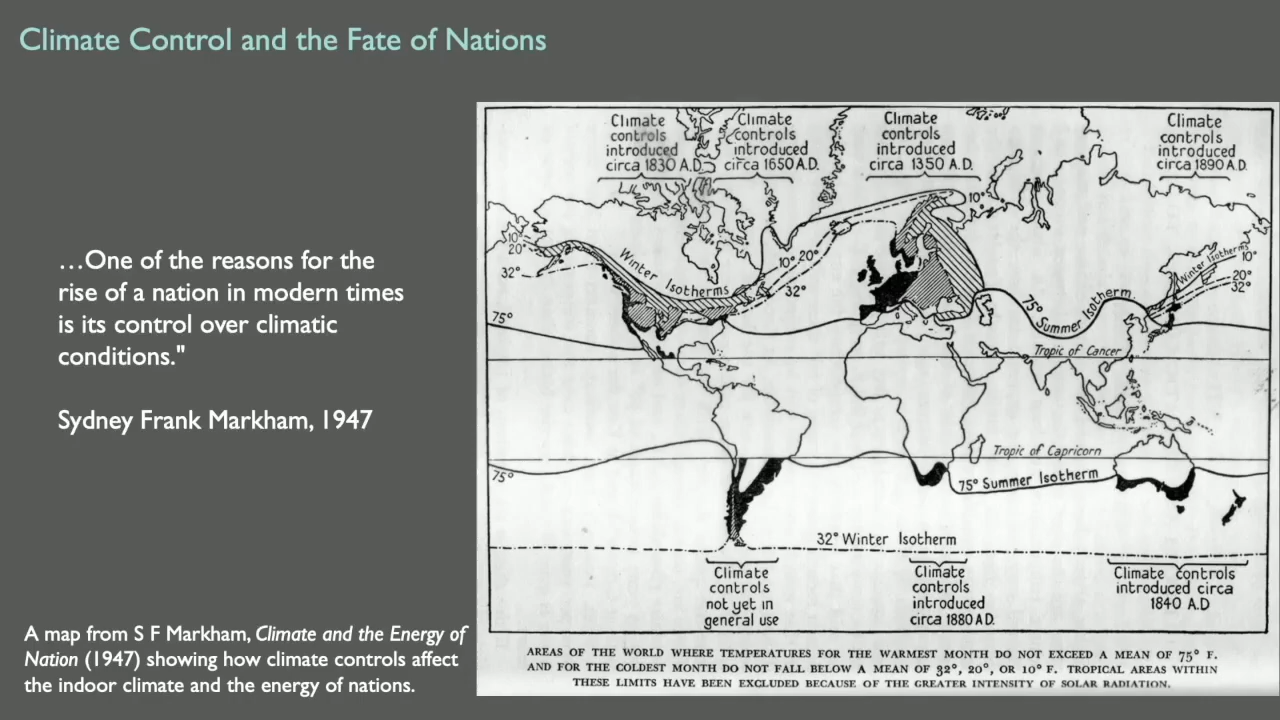 Climate Control and the Fate of Nations
…One of the reasons for the
rise of a nation in modern times
is its control over climatic
conditions."
Sydney Frank Markham, 1947
A map from S F Markham, Climate and the Energy of
Nation (1947) showing how climate controls affect
the indoor climate and the energy of nations.
Climate
controls
introduced
circa 1830 A.D.
Climate
controls
introduced
circa 1650 A.D.
Climate
controls
introduced
circa 1350 A.D.
Climate
controls
introduced
circa 1890 A.D.
10°
20°
32°
Winter Isotherms
10° 20°
32°
10°
Winter Isotherms
10°
20°
32°
75°
75° Summer Isotherm
Tropic of Cancer
Tropic of Capricorn
75°
75° Summer Isotherm
32° Winter Isotherm
Climate
controls
not yet in
general use
Climate
controls
introduced
circa 1880 A.D.
Climate controls
introduced circa
1840 A.D
AREAS OF THE WORLD WHERE TEMPERATURES FOR THE WARMEST MONTH DO NOT EXCEED A MEAN OF 75° F.
AND FOR THE COLDEST MONTH DO NOT FALL BELOW A MEAN OF 32°, 20°, OR 10° F. TROPICAL AREAS WITHIN
THESE LIMITS HAVE BEEN EXCLUDED BECAUSE OF THE GREATER INTENSITY OF SOLAR RADIATION.